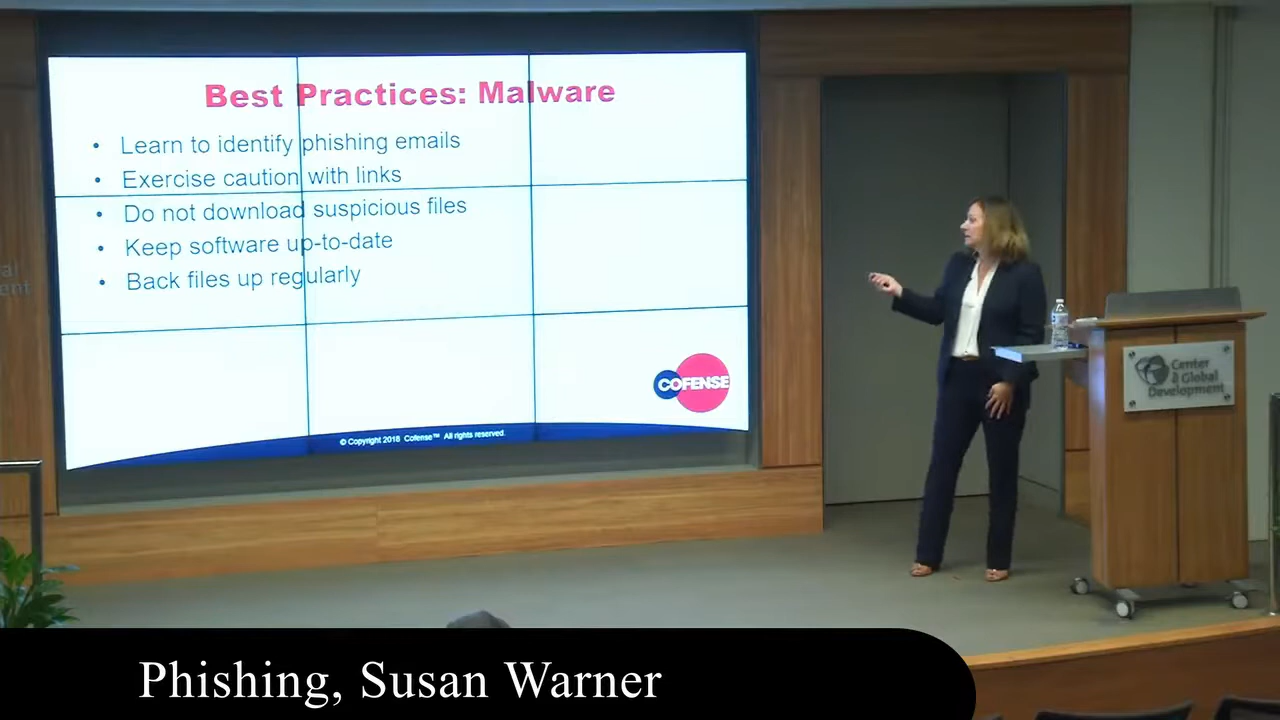 Best Practices: Malware
• Learn to identify phishing emails
• Exercise caution with links
• Do not download suspicious files
• Keep software up-to-date
• Back files up regularly
COFENSE
© Copyright 2018 Cofense™ All rights reserved.
al
ent
Center
for Global
Development
Phishing, Susan Warner